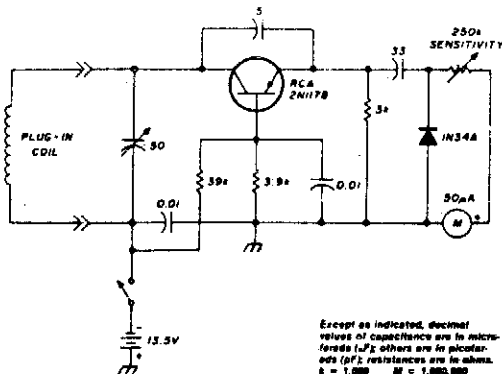 5
33
250k
SENSITIVITY
RCA
2N1178
PLUG-IN
COIL
50
39k
3.9k
0.01
3k
1N34A
0.01
50μA
M
+
-
13.5V
+
Except as indicated, decimal
values of capacitance are in micro-
farads (μF); others are in picofar-
ads (pF); resistances are in ohms.
k = 1,000 M = 1,000,000